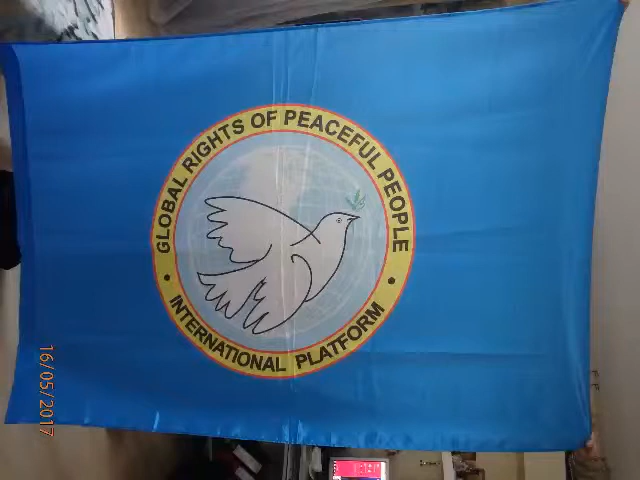 GLOBAL RIGHTS OF PEACEFUL PEOPLE
• INTERNATIONAL PLATFORM •
16/05/2017